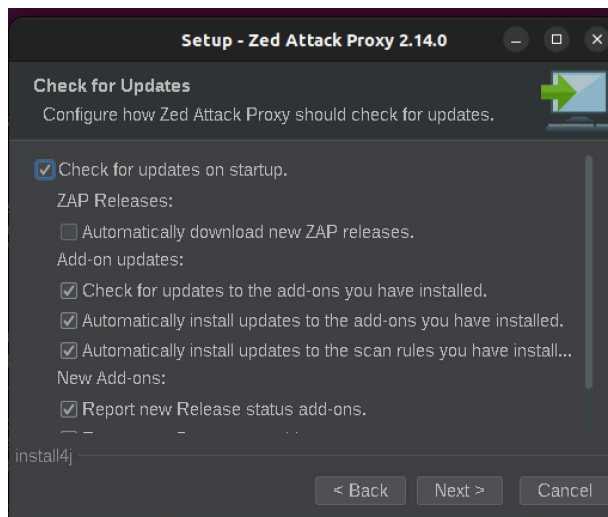 Setup - Zed Attack Proxy 2.14.0
Check for Updates
Configure how Zed Attack Proxy should check for updates.
Check for updates on startup.
ZAP Releases:
Automatically download new ZAP releases.
Add-on updates:
Check for updates to the add-ons you have installed.
Automatically install updates to the add-ons you have installed.
Automatically install updates to the scan rules you have install...
New Add-ons:
Report new Release status add-ons.
install4j
< Back Next > Cancel